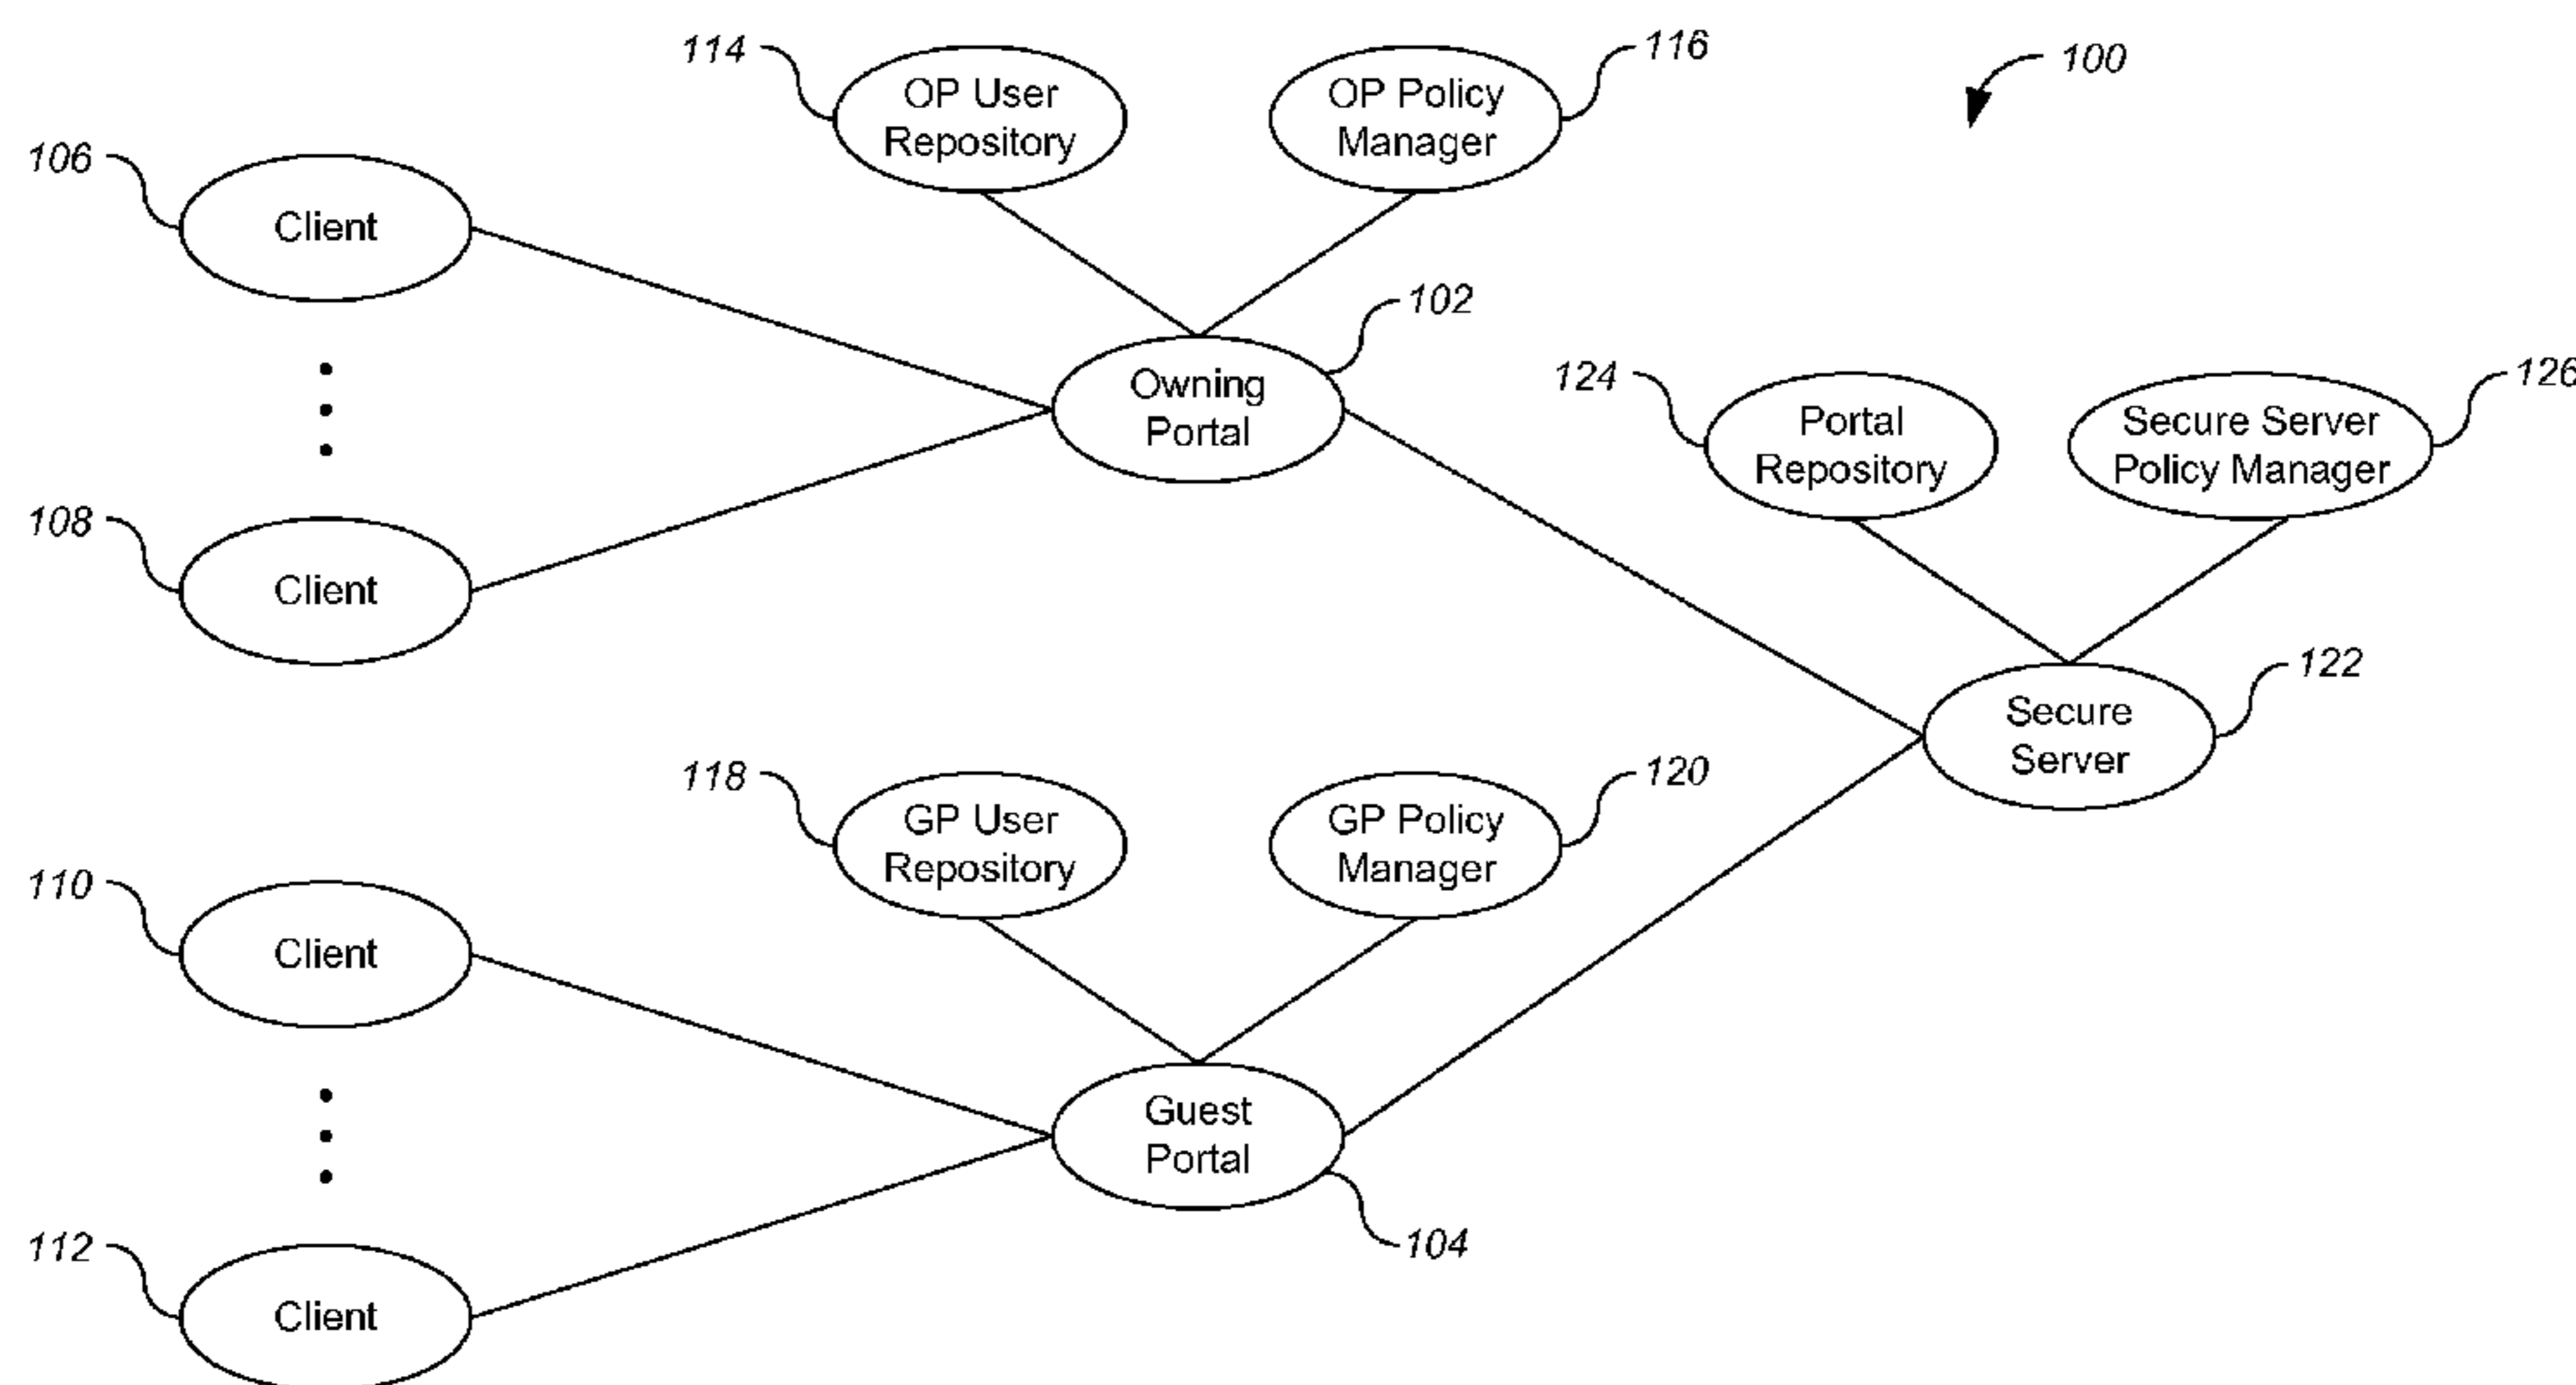 114
OP User
Repository
OP Policy
Manager
116
100
106
Client
102
Owning
Portal
124
Portal
Repository
Secure Server
Policy Manager
126
108
Client
Secure
Server
122
118
GP User
Repository
GP Policy
Manager
120
110
Client
Guest
Portal
104
112
Client